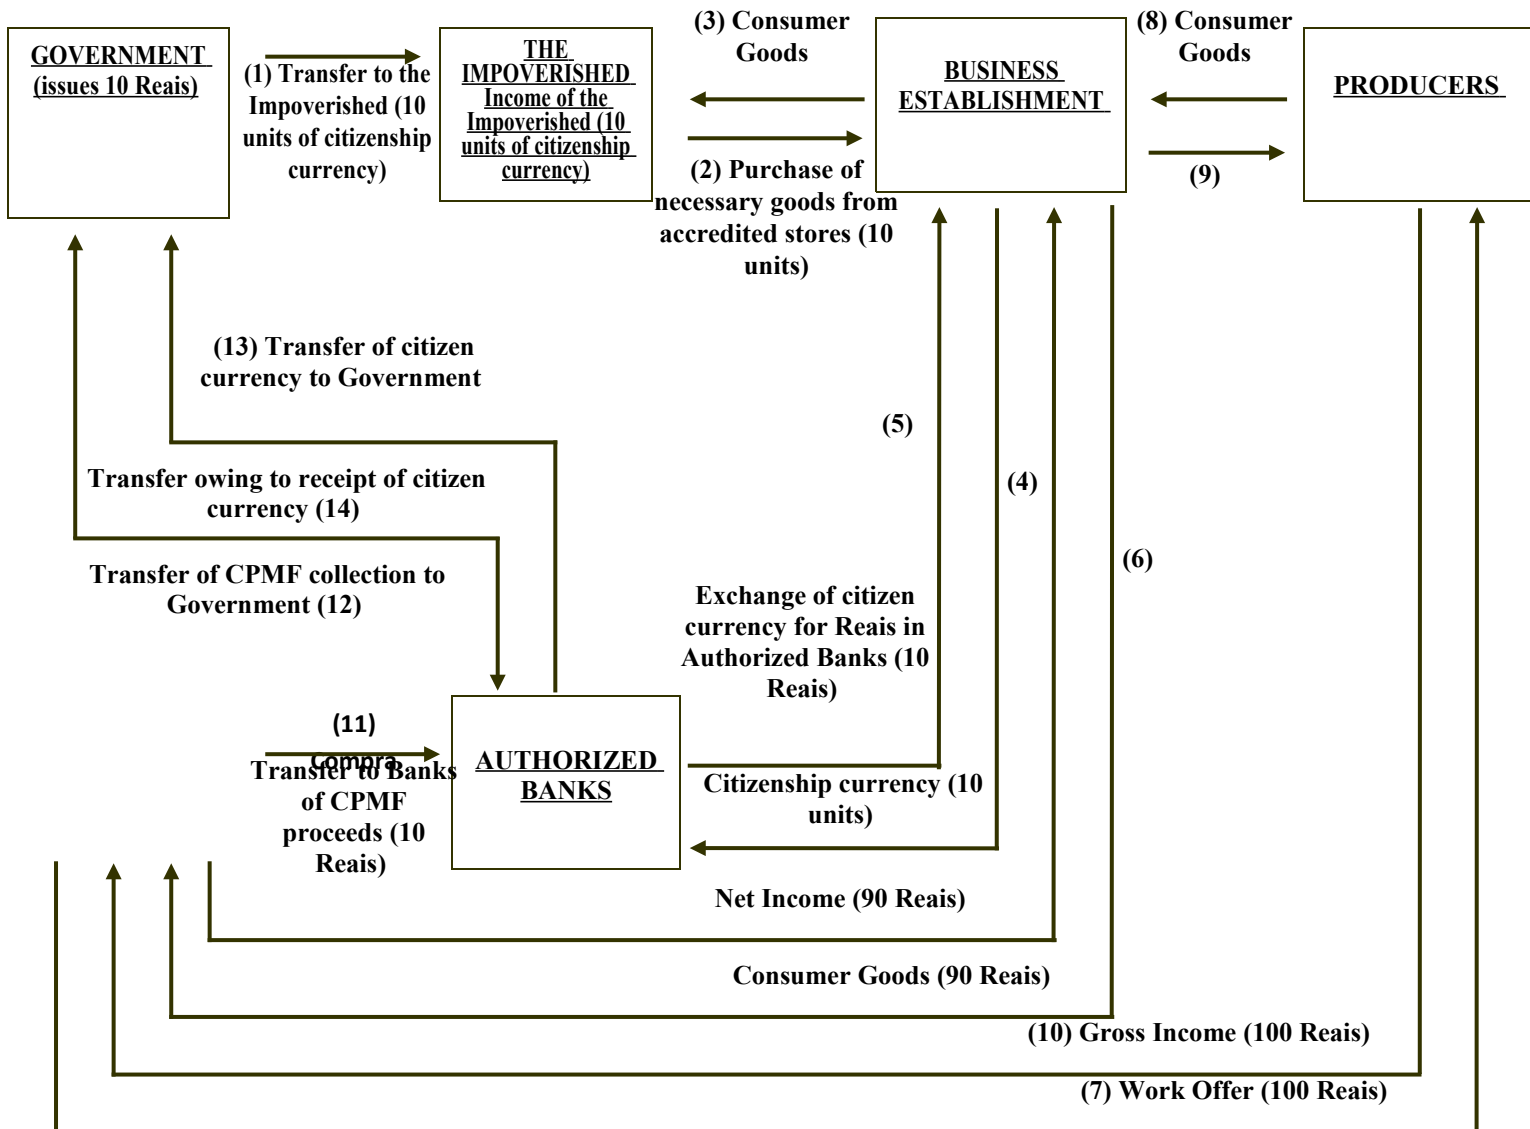 GOVERNMENT
(issues 10 Reais)
(1) Transfer to the
Impoverished (10
units of citizenship
currency)
THE
IMPOVERISHED
Income of the
Impoverished (10
units of citizenship
currency)
(3) Consumer
Goods
(2) Purchase of
necessary goods from
accredited stores (10
units)
BUSINESS
ESTABLISHMENT
(8) Consumer
Goods
(9)
PRODUCERS
(13) Transfer of citizen
currency to Government
Transfer owing to receipt of citizen
currency (14)
Transfer of CPMF collection to
Government (12)
(5)
(4)
(6)
Exchange of citizen
currency for Reais in
Authorized Banks (10
Reais)
(11)
Compra
Transfer to Banks
of CPMF
proceeds (10
Reais)
AUTHORIZED
BANKS
Citizenship currency (10
units)
Net Income (90 Reais)
Consumer Goods (90 Reais)
(10) Gross Income (100 Reais)
(7) Work Offer (100 Reais)